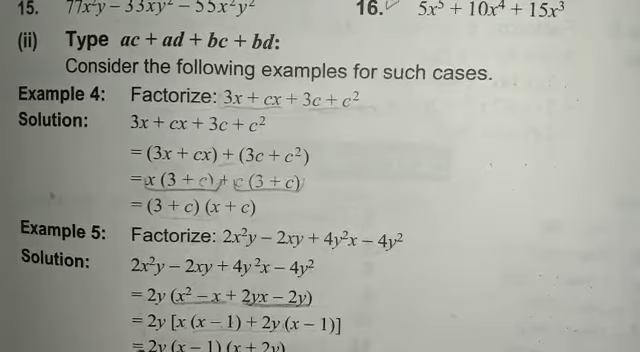 15. 77x²y – 33xy² – 55x²y² 16. 5x⁵ + 10x⁴ + 15x³
(ii) Type ac + ad + bc + bd:
Consider the following examples for such cases.
Example 4: Factorize: 3x + cx + 3c + c²
Solution: 3x + cx + 3c + c²
= (3x + cx) + (3c + c²)
= x (3 + c) + c (3 + c)
= (3 + c) (x + c)
Example 5: Factorize: 2x²y – 2xy + 4y²x – 4y²
Solution: 2x²y – 2xy + 4y²x – 4y²
= 2y (x² – x + 2yx – 2y)
= 2y [x (x – 1) + 2y (x – 1)]
= 2y (x – 1) (x + 2y)